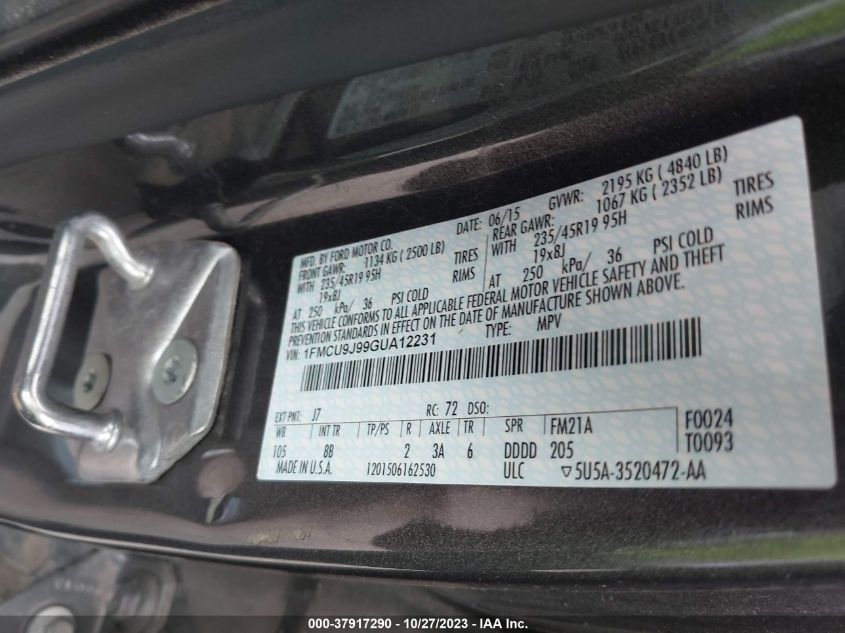 MFD. BY FORD MOTOR CO.
DATE: 06/15 GVWR: 2195 KG ( 4840 LB)
FRONT GAWR: 1134 KG ( 2500 LB)
REAR GAWR: 1067 KG ( 2352 LB)
WITH 235/45R19 95H TIRES
WITH 235/45R19 95H TIRES
19x8J RIMS
19x8J RIMS
AT 250 kPa/ 36 PSI COLD
AT 250 kPa/ 36 PSI COLD
THIS VEHICLE CONFORMS TO ALL APPLICABLE FEDERAL MOTOR VEHICLE SAFETY AND THEFT
PREVENTION STANDARDS IN EFFECT ON THE DATE OF MANUFACTURE SHOWN ABOVE.
VIN: 1FMCU9J99GUA12231 TYPE: MPV
EXT PNT: J7 RC: 72 DSO:
WB INT TR TP/PS R AXLE TR SPR FM21A F0024
105 8B 2 3A 6 DDDD 205 T0093
MADE IN U.S.A. 1201506162530 ULC ▽5U5A-3520472-AA
000-37917290 - 10/27/2023 - IAA Inc.